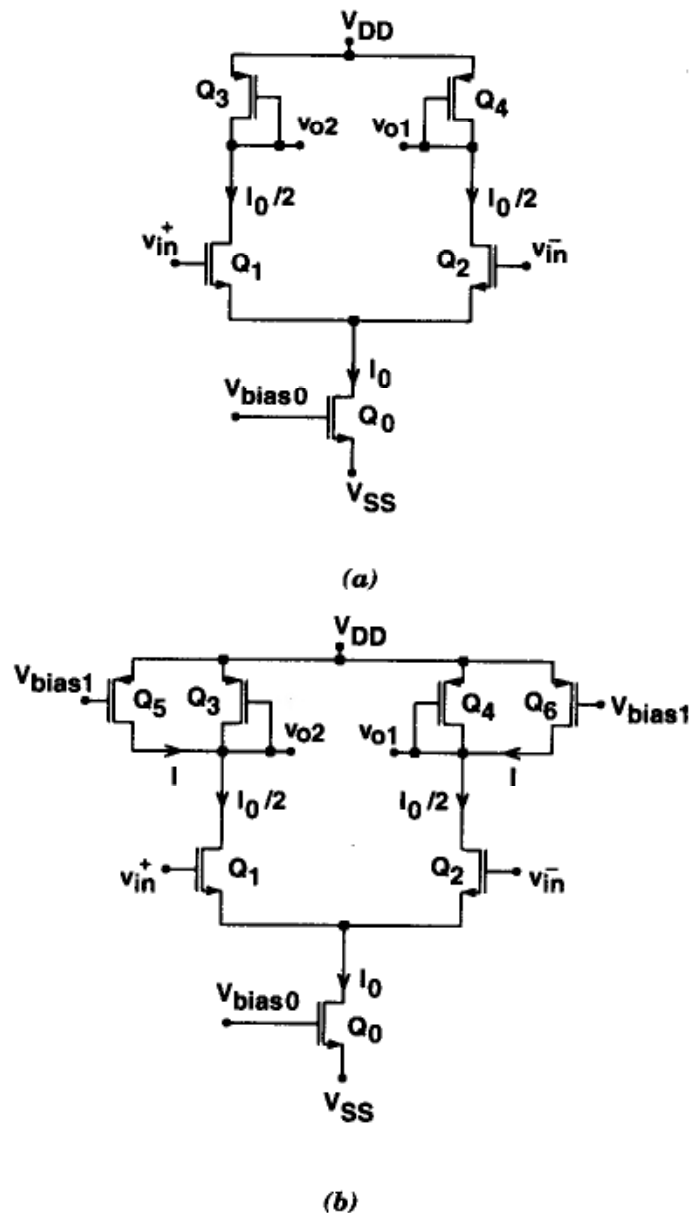 VDD
Q3
Q4
vo2
vo1
I0/2
I0/2
vin+
Q1
Q2
vin−
I0
Vbias0
Q0
VSS
(a)
VDD
Vbias1
Q5
Q3
Q4
Q6
Vbias1
vo2
vo1
I
I
I0/2
I0/2
vin+
Q1
Q2
vin−
I0
Vbias0
Q0
VSS
(b)